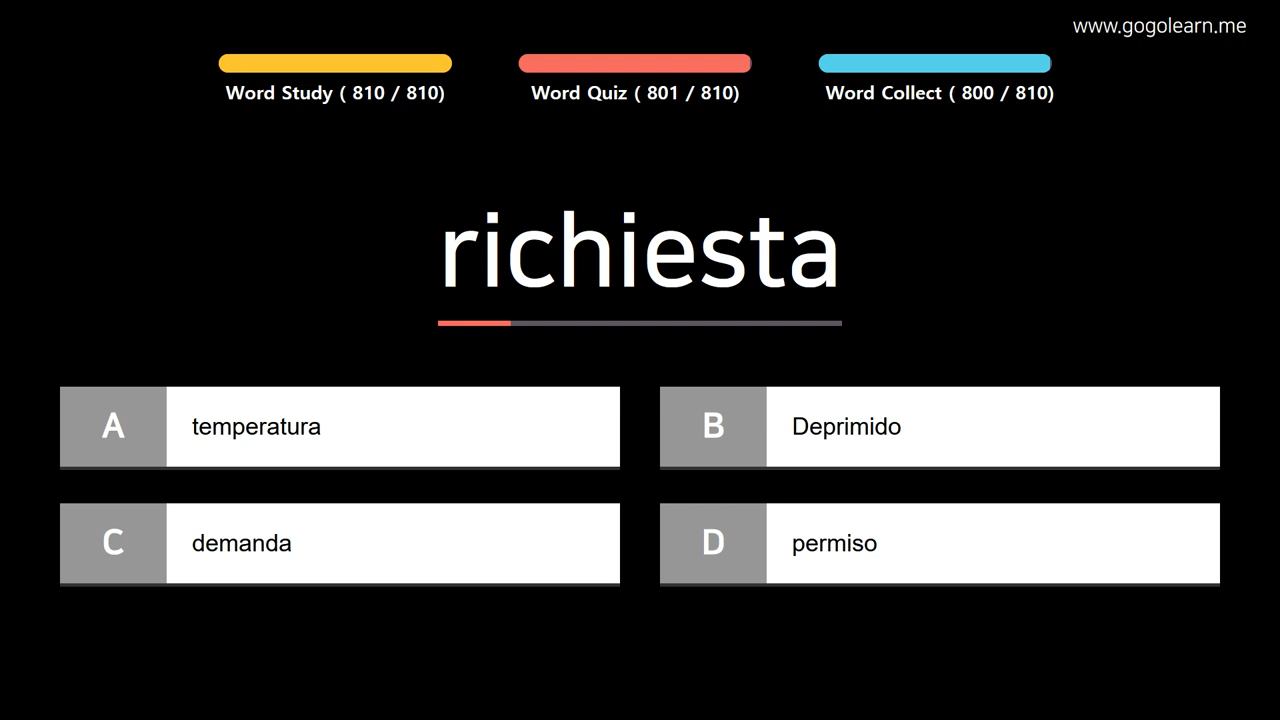 www.gogolearn.me
Word Study ( 810 / 810)
Word Quiz ( 801 / 810)
Word Collect ( 800 / 810)
richiesta
A temperatura
B Deprimido
C demanda
D permiso